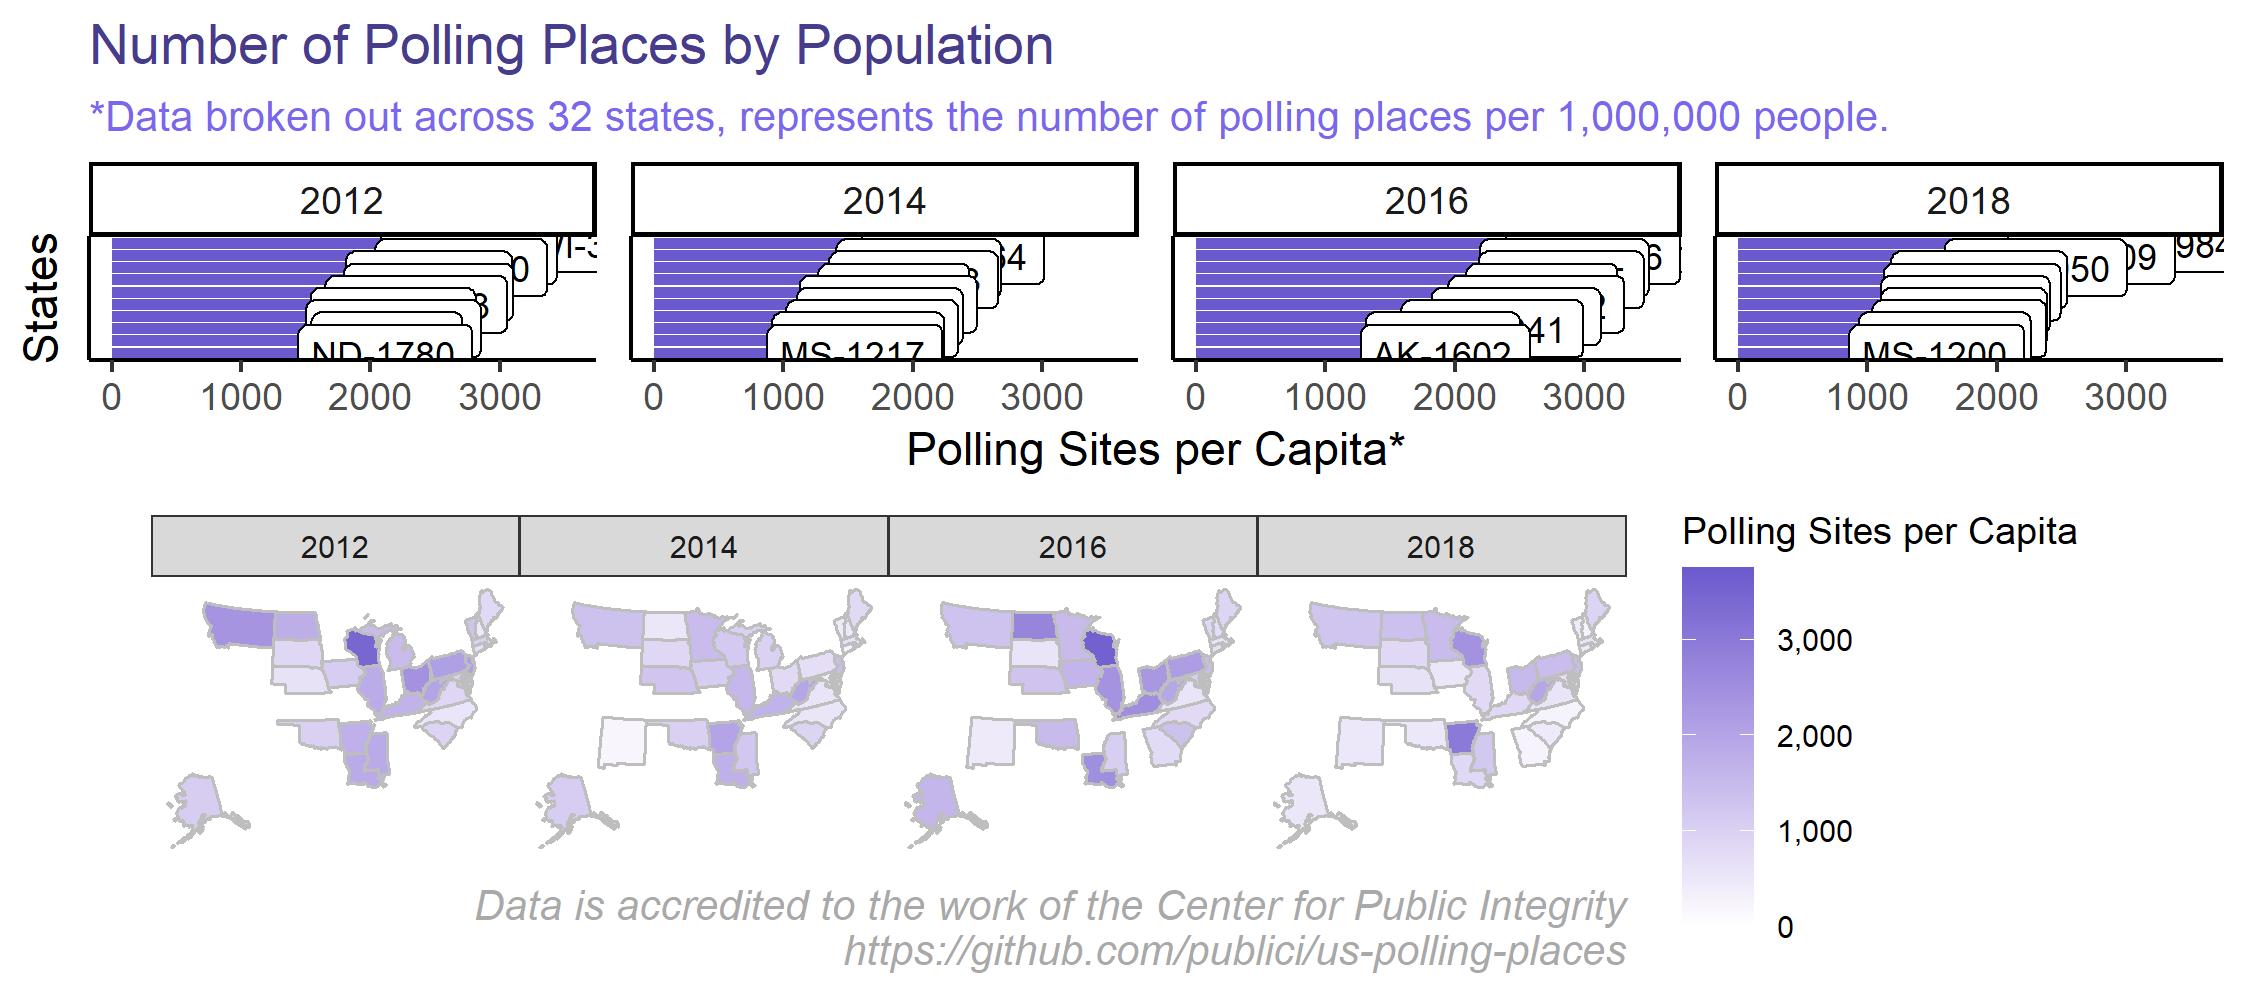 Number of Polling Places by Population
*Data broken out across 32 states, represents the number of polling places per 1,000,000 people.
2012 2014 2016 2018
States
ND-1780 MS-1217 AK-1602 MS-1200
0 1000 2000 3000 0 1000 2000 3000 0 1000 2000 3000 0 1000 2000 3000
Polling Sites per Capita*
2012 2014 2016 2018
Polling Sites per Capita
3,000
2,000
1,000
0
Data is accredited to the work of the Center for Public Integrity
https://github.com/publici/us-polling-places